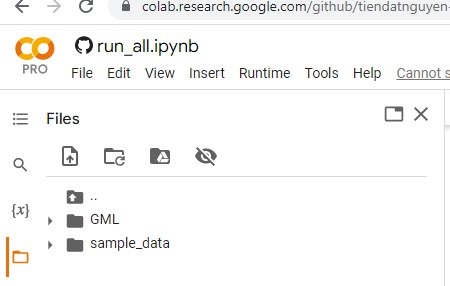 colab.research.google.com/github/tiendatnguyen-
run_all.ipynb
PRO
File Edit View Insert Runtime Tools Help Cannot s
Files
..
GML
{x}
sample_data